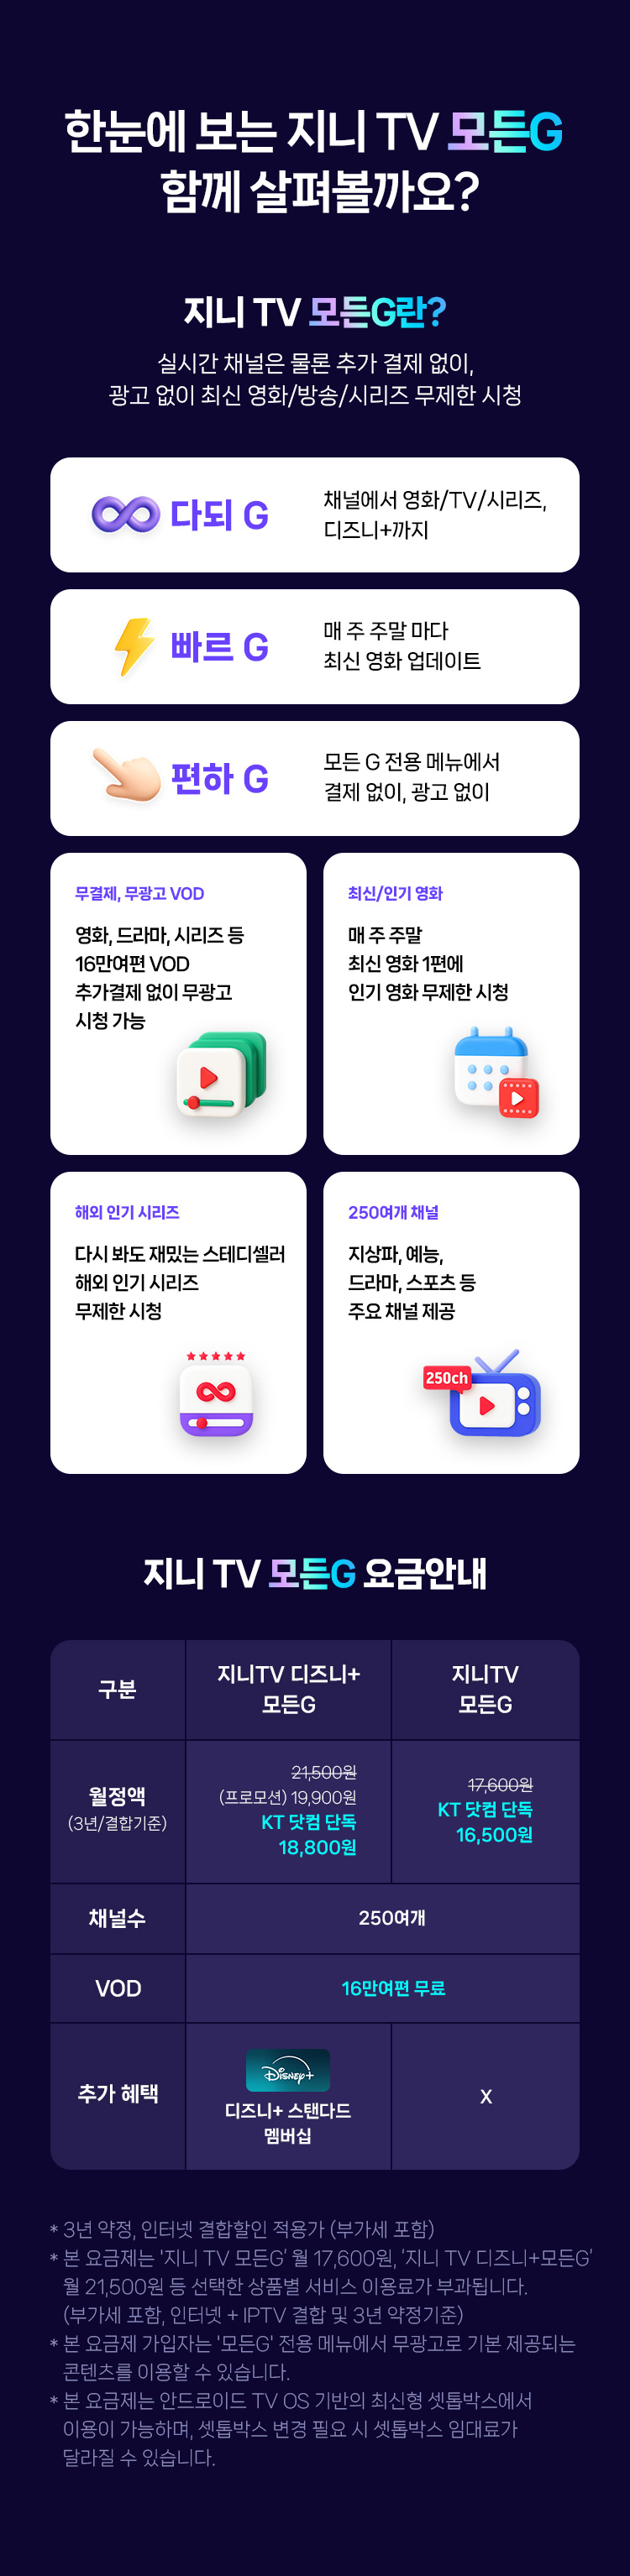 한눈에 보는 지니 TV 모든G
함께 살펴볼까요?
지니 TV 모든G란?
실시간 채널은 물론 추가 결제 없이,
광고 없이 최신 영화/방송/시리즈 무제한 시청
다되 G
채널에서 영화/TV/시리즈,
디즈니+까지
빠르 G
매 주 주말 마다
최신 영화 업데이트
편하 G
모든 G 전용 메뉴에서
결제 없이, 광고 없이
무결제, 무광고 VOD
영화, 드라마, 시리즈 등
16만여편 VOD
추가결제 없이 무광고
시청 가능
최신/인기 영화
매 주 주말
최신 영화 1편에
인기 영화 무제한 시청
해외 인기 시리즈
다시 봐도 재밌는 스테디셀러
해외 인기 시리즈
무제한 시청
250여개 채널
지상파, 예능,
드라마, 스포츠 등
주요 채널 제공
250ch
지니 TV 모든G 요금안내
구분
지니TV 디즈니+
모든G
지니TV
모든G
월정액
(3년/결합기준)
21,500원
(프로모션) 19,900원
KT 닷컴 단독
18,800원
17,600원
KT 닷컴 단독
16,500원
채널수
250여개
VOD
16만여편 무료
추가 혜택
Disney+
디즈니+ 스탠다드
멤버십
X
* 3년 약정, 인터넷 결합할인 적용가 (부가세 포함)
* 본 요금제는 '지니 TV 모든G' 월 17,600원, '지니 TV 디즈니+모든G'
월 21,500원 등 선택한 상품별 서비스 이용료가 부과됩니다.
(부가세 포함, 인터넷 + IPTV 결합 및 3년 약정기준)
* 본 요금제 가입자는 '모든G' 전용 메뉴에서 무광고로 기본 제공되는
콘텐츠를 이용할 수 있습니다.
* 본 요금제는 안드로이드 TV OS 기반의 최신형 셋톱박스에서
이용이 가능하며, 셋톱박스 변경 필요 시 셋톱박스 임대료가
달라질 수 있습니다.